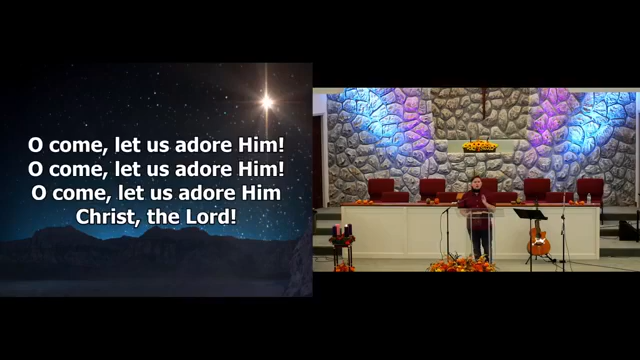 O come, let us adore Him!
O come, let us adore Him!
O come, let us adore Him
Christ, the Lord!